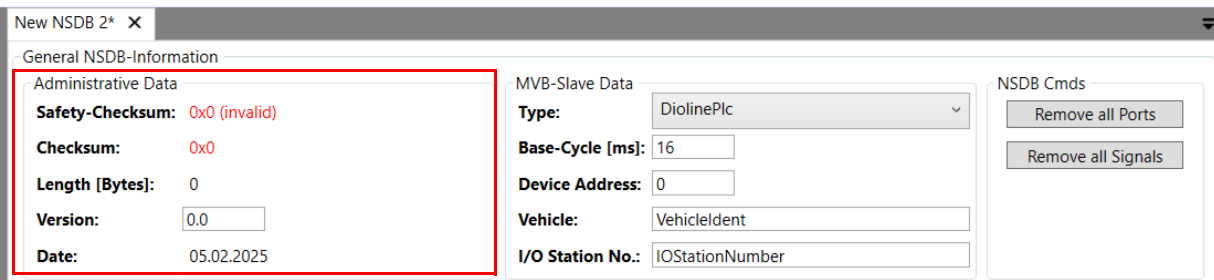 New NSDB 2*
General NSDB-Information
Administrative Data
Safety-Checksum: 0x0 (invalid)
Checksum: 0x0
Length [Bytes]: 0
Version: 0.0
Date: 05.02.2025
MVB-Slave Data
Type: DiolinePlc
Base-Cycle [ms]: 16
Device Address: 0
Vehicle: VehicleIdent
I/O Station No.: IOStationNumber
NSDB Cmds
Remove all Ports
Remove all Signals